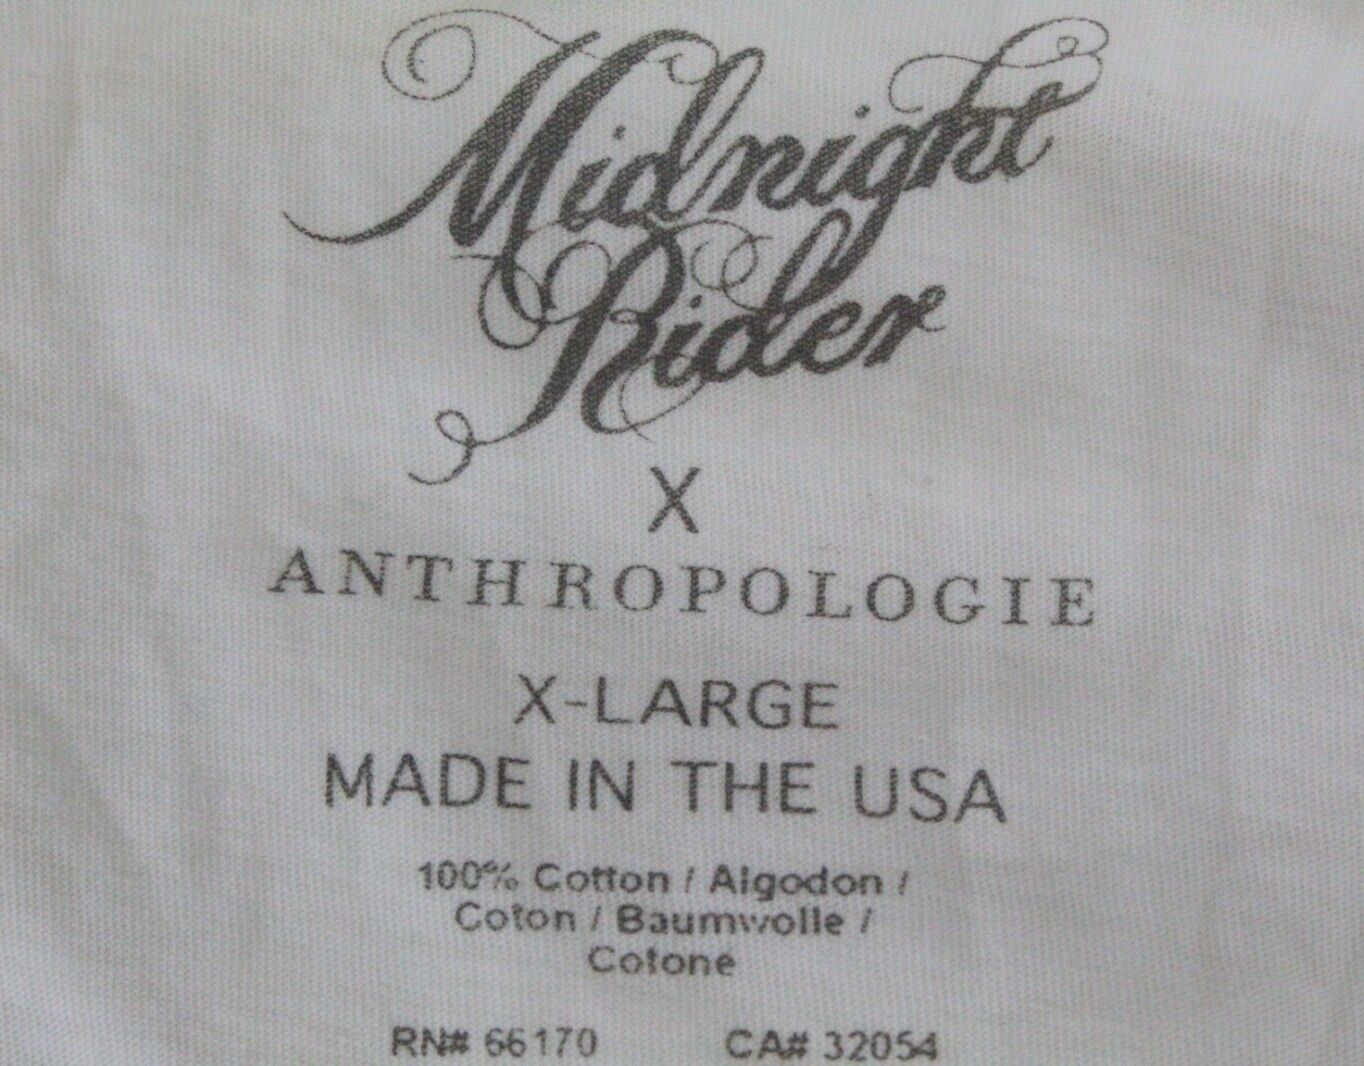 Midnight
Rider
X
ANTHROPOLOGIE
X-LARGE
MADE IN THE USA
100% Cotton / Algodon /
Coton / Baumwolle /
Cotone
RN# 66170 CA# 32054